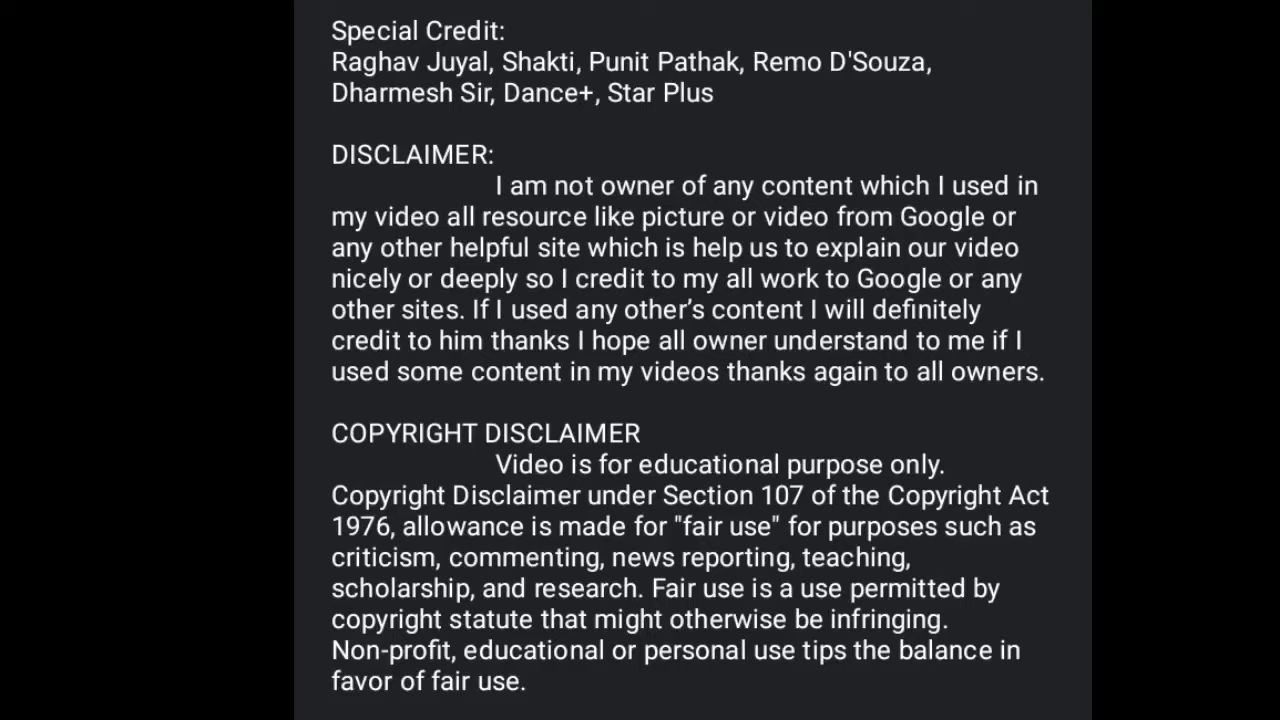 Special Credit:
Raghav Juyal, Shakti, Punit Pathak, Remo D'Souza,
Dharmesh Sir, Dance+, Star Plus
DISCLAIMER:
I am not owner of any content which I used in
my video all resource like picture or video from Google or
any other helpful site which is help us to explain our video
nicely or deeply so I credit to my all work to Google or any
other sites. If I used any other’s content I will definitely
credit to him thanks I hope all owner understand to me if I
used some content in my videos thanks again to all owners.
COPYRIGHT DISCLAIMER
Video is for educational purpose only.
Copyright Disclaimer under Section 107 of the Copyright Act
1976, allowance is made for "fair use" for purposes such as
criticism, commenting, news reporting, teaching,
scholarship, and research. Fair use is a use permitted by
copyright statute that might otherwise be infringing.
Non-profit, educational or personal use tips the balance in
favor of fair use.